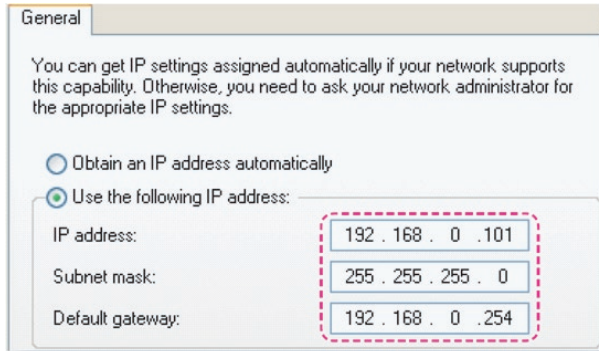 General
You can get IP settings assigned automatically if your network supports
this capability. Otherwise, you need to ask your network administrator for
the appropriate IP settings.
Obtain an IP address automatically
Use the following IP address:
IP address: 192 . 168 . 0 . 101
Subnet mask: 255 . 255 . 255 . 0
Default gateway: 192 . 168 . 0 . 254